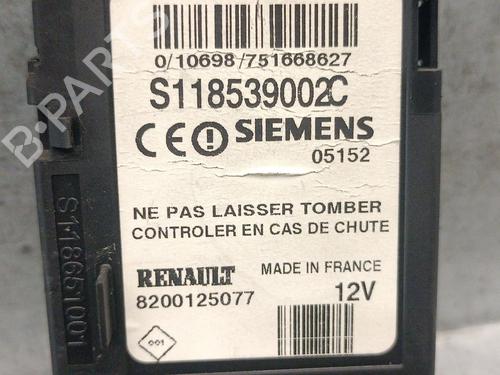 0/10698/751668627
S118539002C
CE SIEMENS
05152
NE PAS LAISSER TOMBER
CONTROLER EN CAS DE CHUTE
RENAULT MADE IN FRANCE
8200125077 12V
001
S118651001
B-PARTS